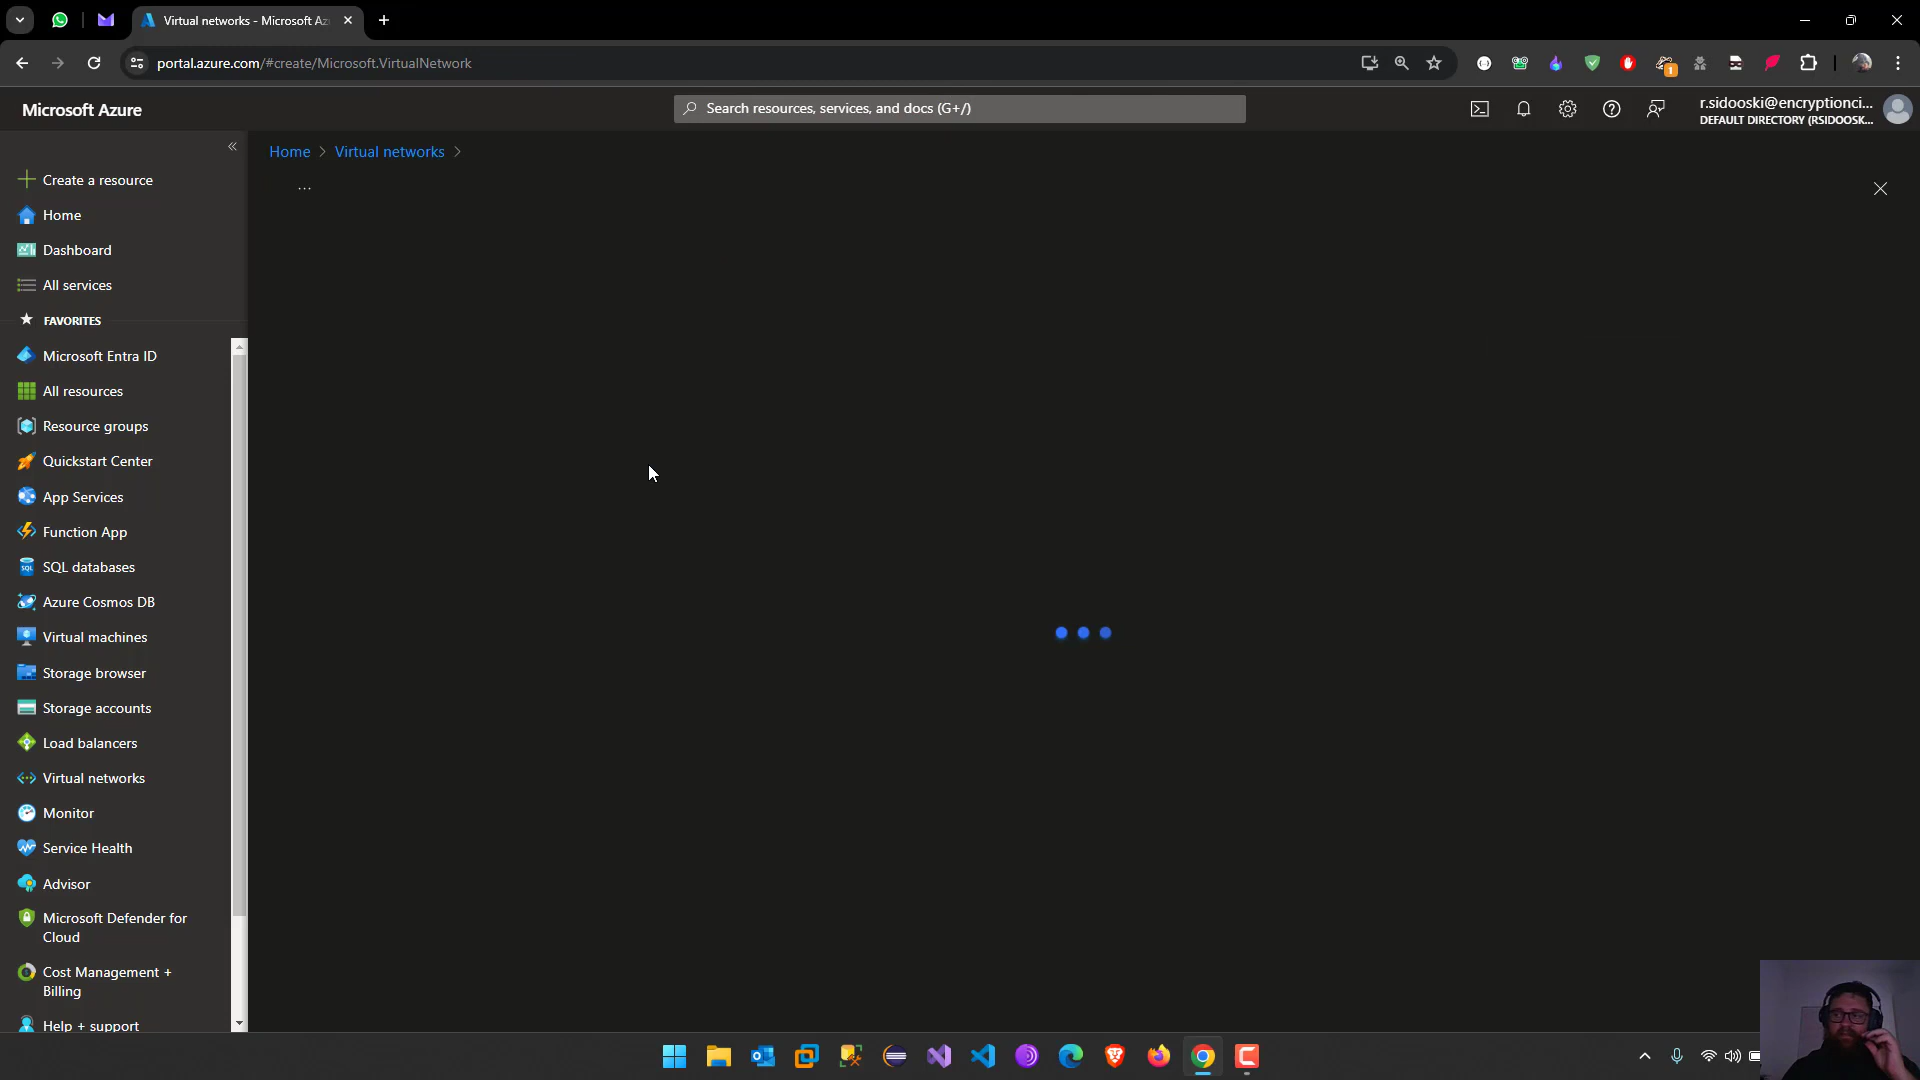 Virtual networks - Microsoft Az
portal.azure.com/#create/Microsoft.VirtualNetwork
1
Microsoft Azure
Search resources, services, and docs (G+/)
r.sidooski@encryptionci...
DEFAULT DIRECTORY (RSIDOOSK...
Home > Virtual networks >
...
Create a resource
Home
Dashboard
All services
FAVORITES
Microsoft Entra ID
All resources
Resource groups
Quickstart Center
App Services
Function App
SQL databases
Azure Cosmos DB
Virtual machines
Storage browser
Storage accounts
Load balancers
Virtual networks
Monitor
Service Health
Advisor
Microsoft Defender for
Cloud
Cost Management +
Billing
Help + support